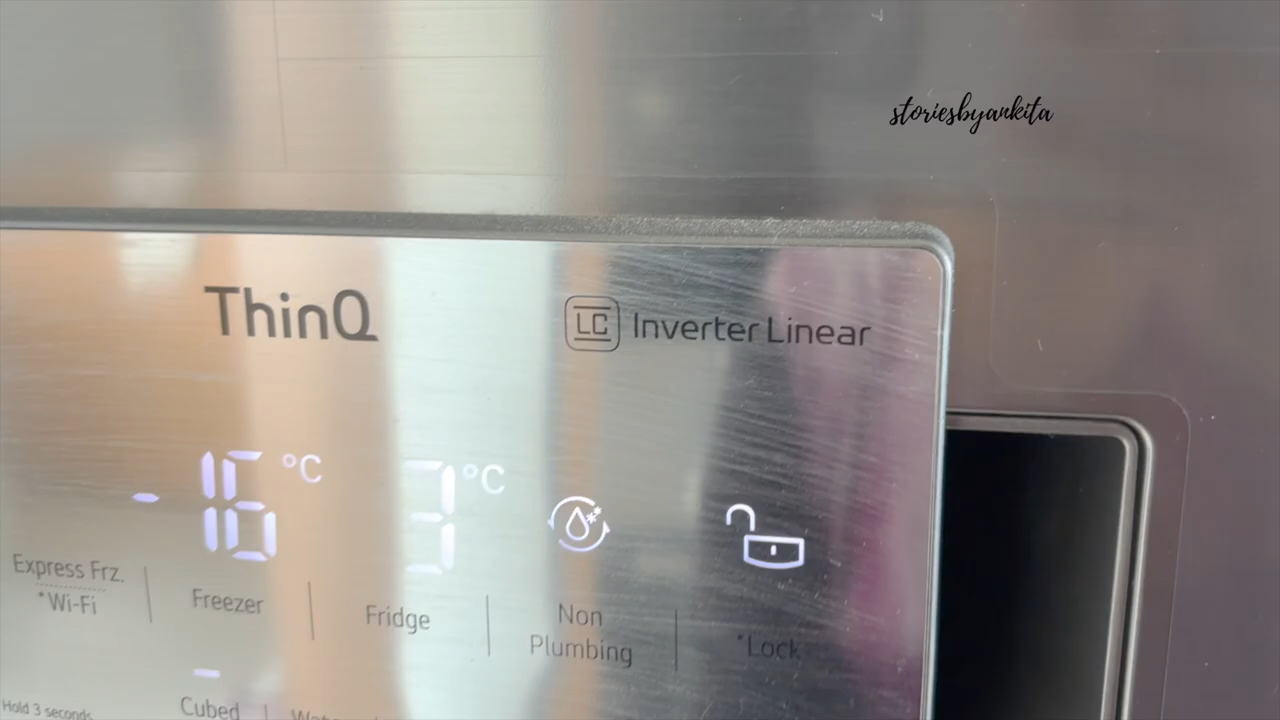 storiesbyankita
ThinQ
LC Inverter Linear
-16 °C
3 °C
Express Frz.
*Wi-Fi
Freezer
Fridge
Non
Plumbing
*Lock
Hold 3 seconds
Cubed